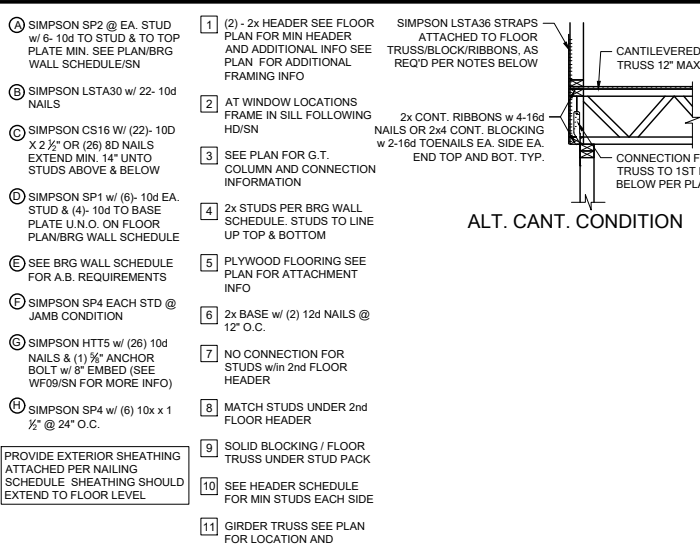 A SIMPSON SP2 @ EA. STUD
w/ 6- 10d TO STUD & TO TOP
PLATE MIN. SEE PLAN/BRG
WALL SCHEDULE/SN
B SIMPSON LSTA30 w/ 22- 10d
NAILS
C SIMPSON CS16 W/ (22)- 10D
X 2 ½" OR (26) 8D NAILS
EXTEND MIN. 14" UNTO
STUDS ABOVE & BELOW
D SIMPSON SP1 w/ (6)- 10d EA.
STUD & (4)- 10d TO BASE
PLATE U.N.O. ON FLOOR
PLAN/BRG WALL SCHEDULE
E SEE BRG WALL SCHEDULE
FOR A.B. REQUIREMENTS
F SIMPSON SP4 EACH STD @
JAMB CONDITION
G SIMPSON HTT5 w/ (26) 10d
NAILS & (1) ⅝" ANCHOR
BOLT w/ 8" EMBED (SEE
WF09/SN FOR MORE INFO)
H SIMPSON SP4 w/ (6) 10x x 1
½" @ 24" O.C.
PROVIDE EXTERIOR SHEATHING
ATTACHED PER NAILING
SCHEDULE SHEATHING SHOULD
EXTEND TO FLOOR LEVEL
1 (2) - 2x HEADER SEE FLOOR
PLAN FOR MIN HEADER
AND ADDITIONAL INFO SEE
PLAN FOR ADDITIONAL
FRAMING INFO
2 AT WINDOW LOCATIONS
FRAME IN SILL FOLLOWING
HD/SN
3 SEE PLAN FOR G.T.
COLUMN AND CONNECTION
INFORMATION
4 2x STUDS PER BRG WALL
SCHEDULE. STUDS TO LINE
UP TOP & BOTTOM
5 PLYWOOD FLOORING SEE
PLAN FOR ATTACHMENT
INFO
6 2x BASE w/ (2) 12d NAILS @
12" O.C.
7 NO CONNECTION FOR
STUDS w/in 2nd FLOOR
HEADER
8 MATCH STUDS UNDER 2nd
FLOOR HEADER
9 SOLID BLOCKING / FLOOR
TRUSS UNDER STUD PACK
10 SEE HEADER SCHEDULE
FOR MIN STUDS EACH SIDE
11 GIRDER TRUSS SEE PLAN
FOR LOCATION AND
SIMPSON LSTA36 STRAPS
ATTACHED TO FLOOR
TRUSS/BLOCK/RIBBONS, AS
REQ'D PER NOTES BELOW
CANTILEVERED
TRUSS 12" MAX
2x CONT. RIBBONS w 4-16d
NAILS OR 2x4 CONT. BLOCKING
w 2-16d TOENAILS EA. SIDE EA.
END TOP AND BOT. TYP.
CONNECTION F
TRUSS TO 1ST
BELOW PER PLA
ALT. CANT. CONDITION